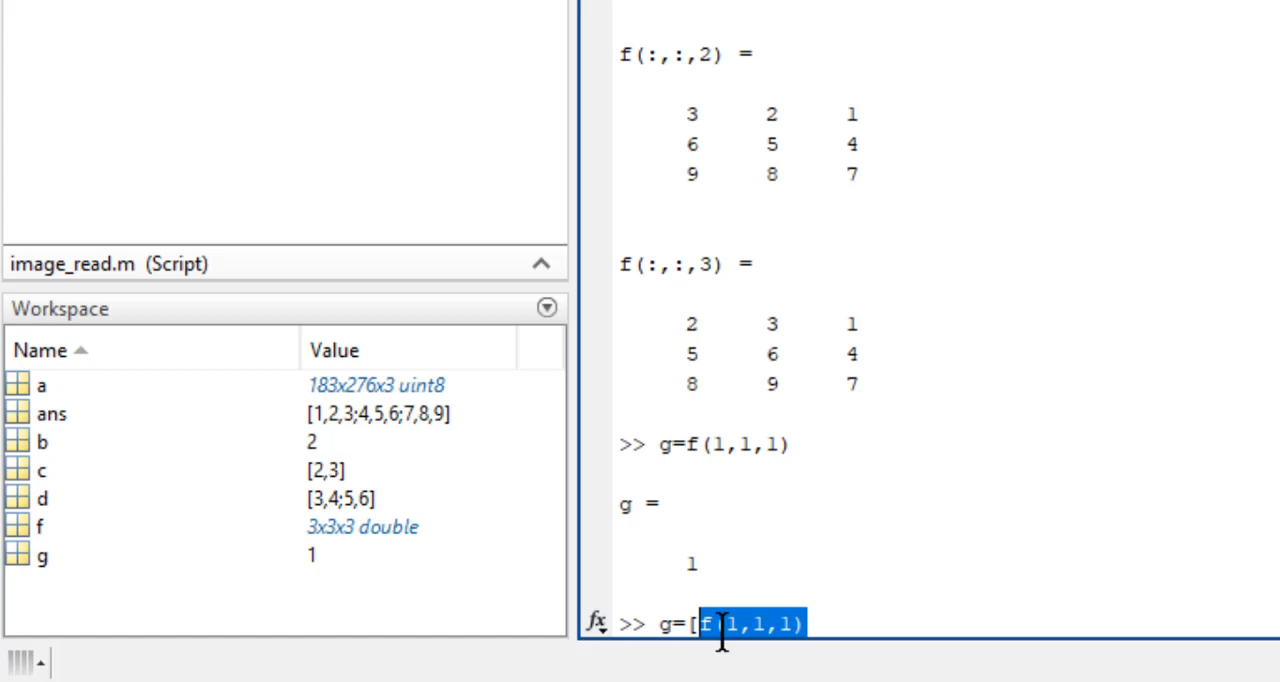 image_read.m (Script)
Workspace
Name Value
a 183x276x3 uint8
ans [1,2,3;4,5,6;7,8,9]
b 2
c [2,3]
d [3,4;5,6]
f 3x3x3 double
g 1
f(:,:,2) =
3 2 1
6 5 4
9 8 7
f(:,:,3) =
2 3 1
5 6 4
8 9 7
>> g=f(1,1,1)
g =
1
fx >> g=[f(1,1,1)